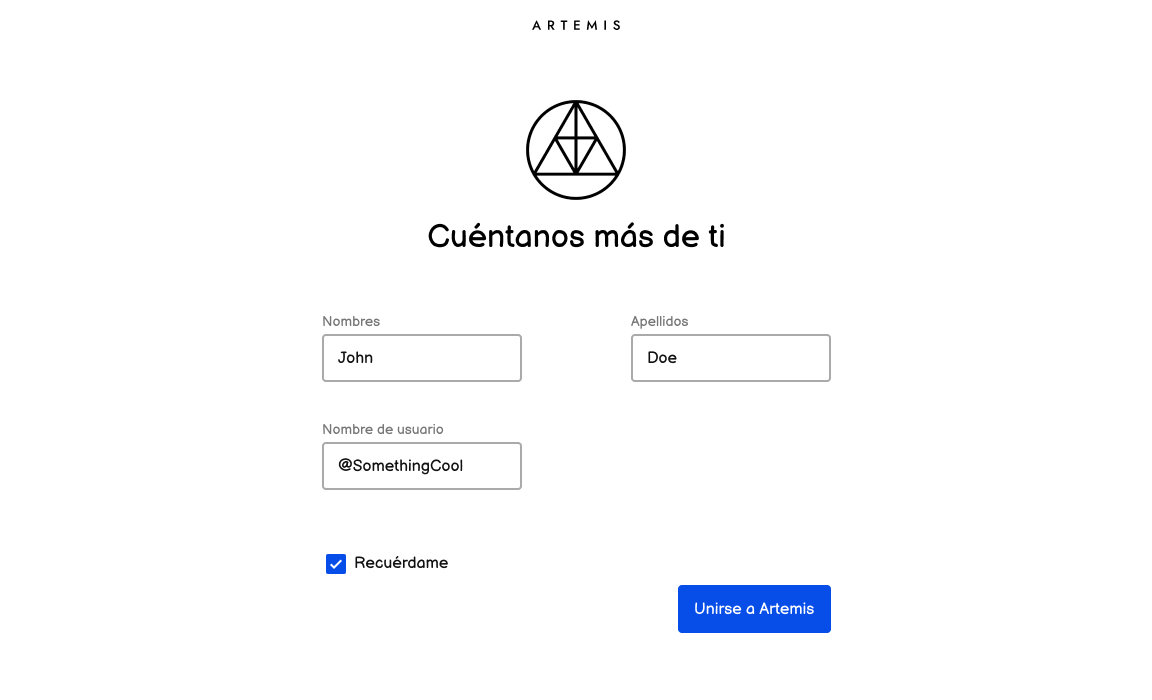 ARTEMIS
Cuéntanos más de ti
Nombres
Apellidos
John
Doe
Nombre de usuario
@SomethingCool
Recuérdame
Unirse a Artemis